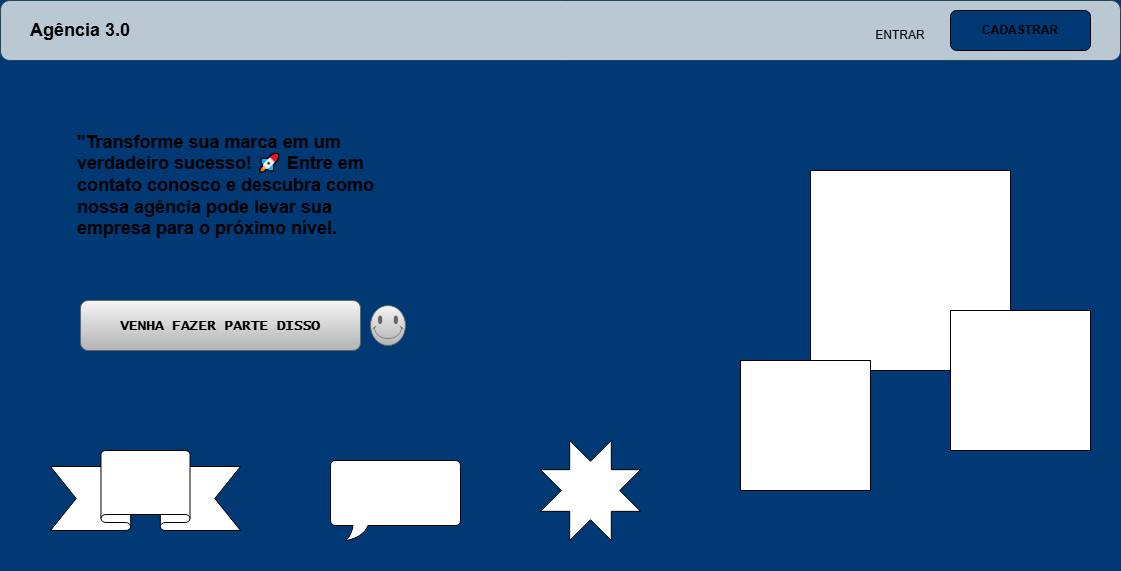 Agência 3.0
ENTRAR
CADASTRAR
"Transforme sua marca em um
verdadeiro sucesso! 🚀 Entre em
contato conosco e descubra como
nossa agência pode levar sua
empresa para o próximo nível.
VENHA FAZER PARTE DISSO